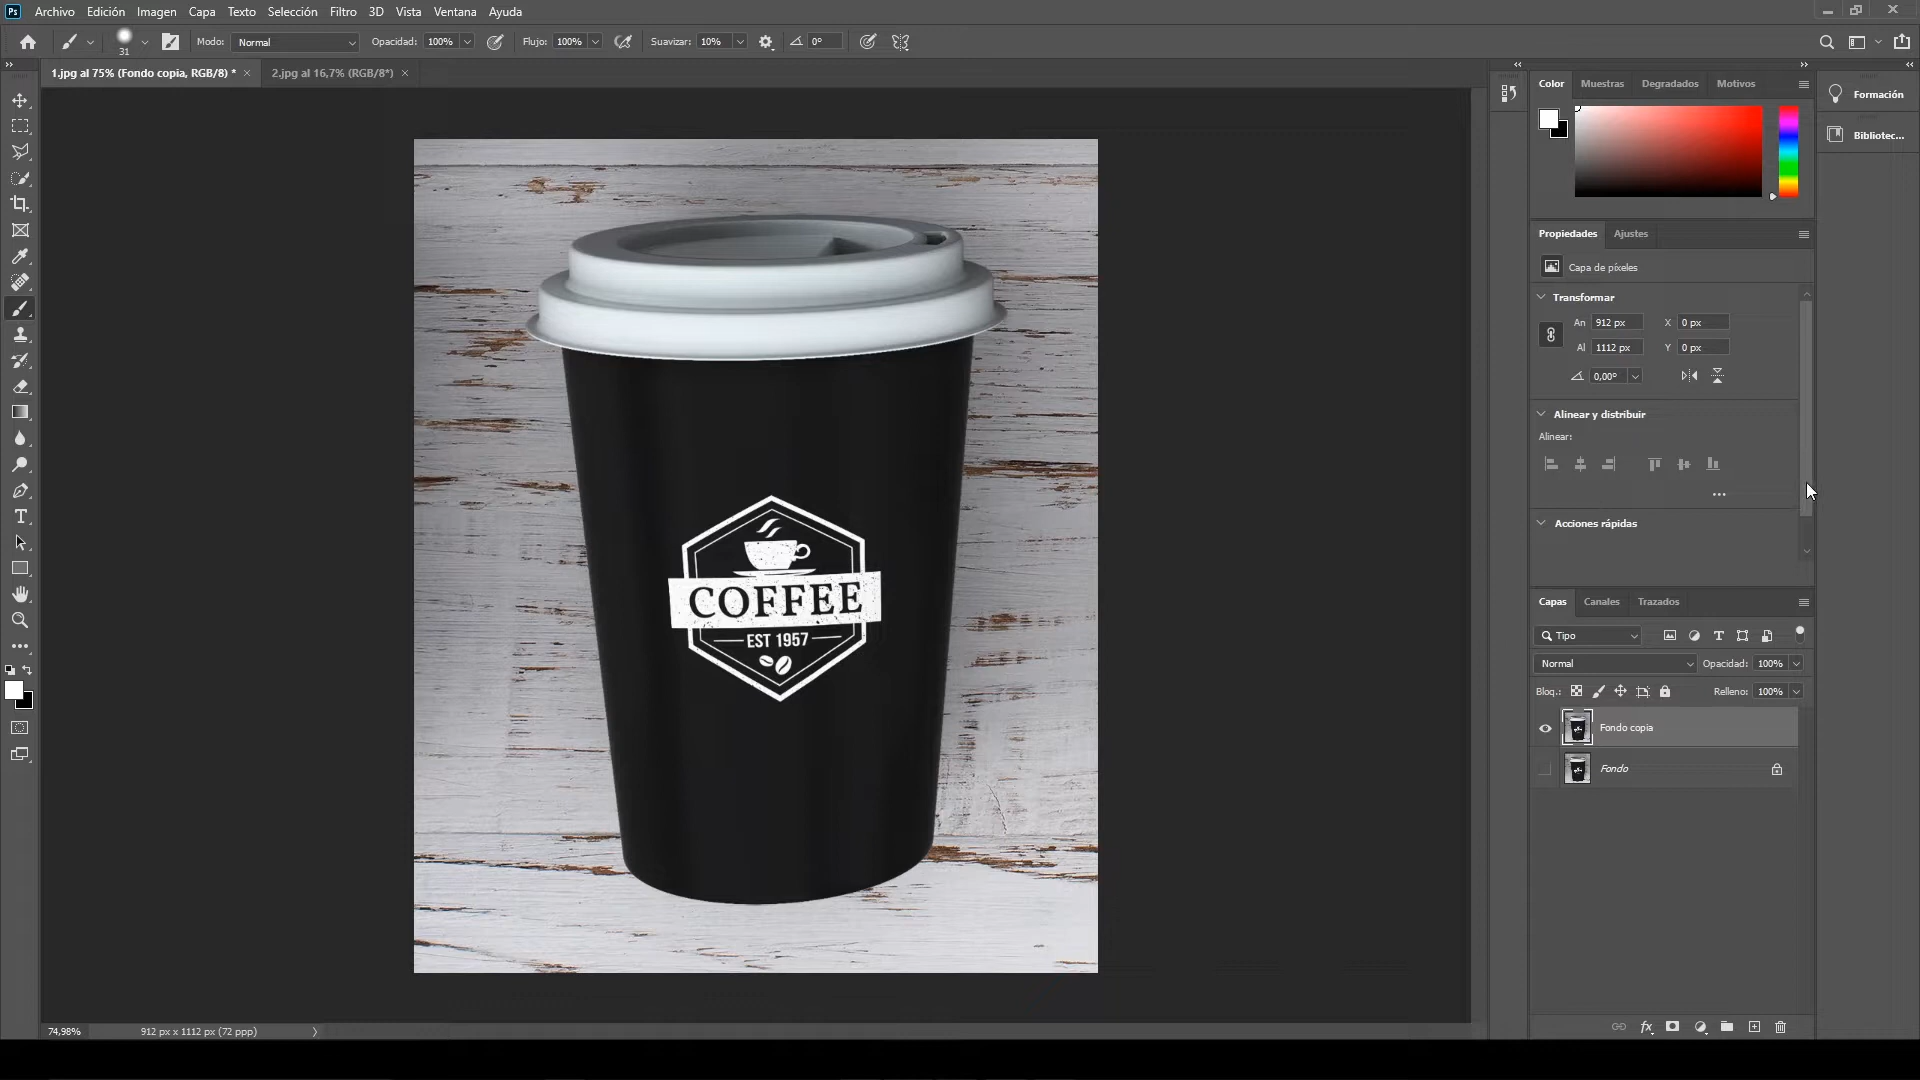 Ps Archivo Edición Imagen Capa Texto Selección Filtro 3D Vista Ventana Ayuda
31 Modo: Normal Opacidad: 100% Flujo: 100% Suavizar: 10% 0°
1.jpg al 75% (Fondo copia, RGB/8) * × 2.jpg al 16,7% (RGB/8*) ×
Color Muestras Degradados Motivos
Formación
Bibliotec...
Propiedades Ajustes
Capa de píxeles
Transformar
An 912 px X 0 px
Al 1112 px Y 0 px
0,00°
Alinear y distribuir
Alinear:
Acciones rápidas
COFFEE
EST 1957
Capas Canales Trazados
Tipo
Normal Opacidad: 100%
Bloq.: Relleno: 100%
Fondo copia
Fondo
fx
74,98% 912 px x 1112 px (72 ppp)